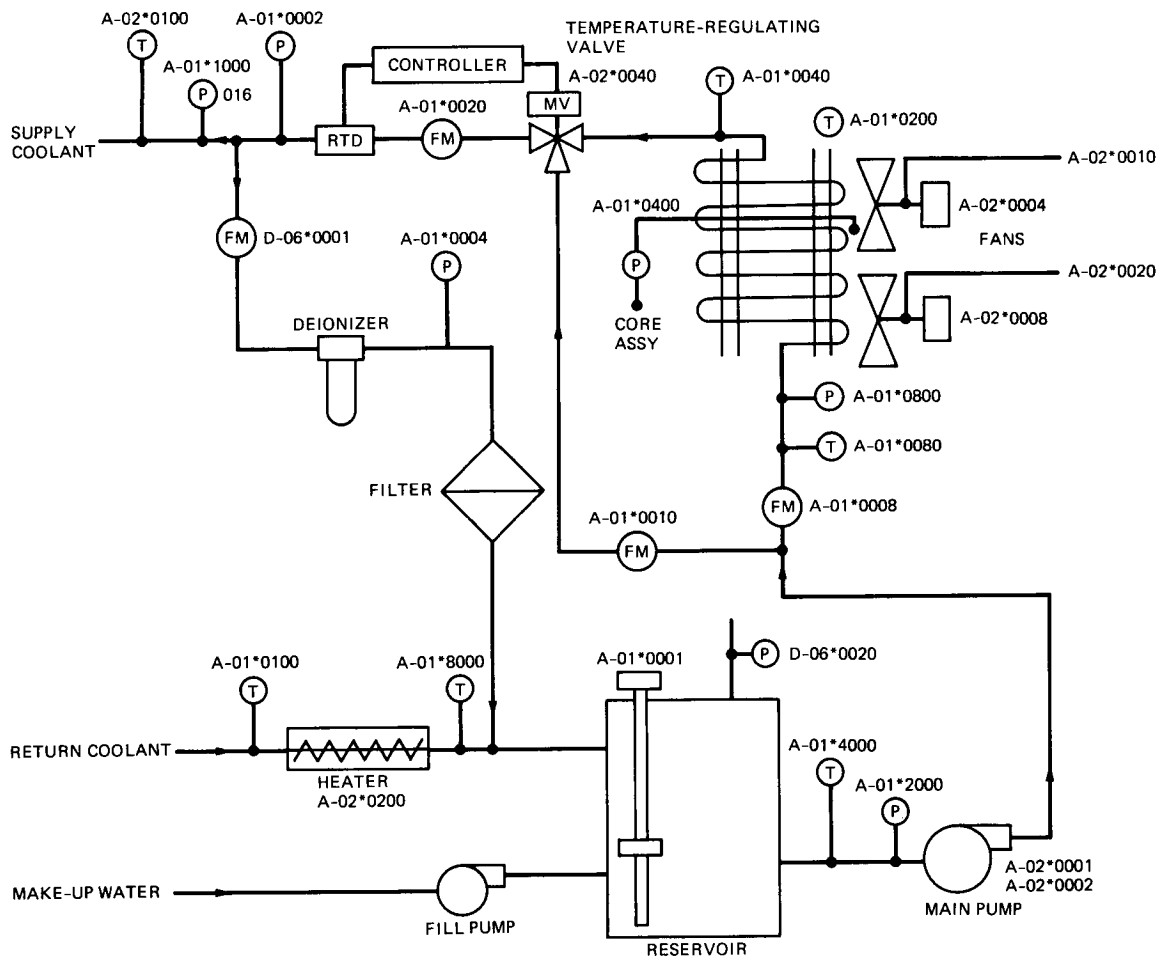 A-02*0100
A-01*0002
T
P
A-01*1000
P
016
SUPPLY
COOLANT
CONTROLLER
TEMPERATURE-REGULATING
VALVE
A-02*0040
MV
A-01*0020
RTD
FM
A-01*0040
T
T
A-01*0200
A-01*0400
P
CORE
ASSY
A-02*0010
A-02*0004
FANS
A-02*0020
A-02*0008
FM
D-06*0001
A-01*0004
P
DEIONIZER
P
A-01*0800
T
A-01*0080
FM
A-01*0008
FILTER
A-01*0010
FM
A-01*0100
T
A-01*8000
T
A-01*0001
P
D-06*0020
RETURN COOLANT
HEATER
A-02*0200
A-01*4000
T
A-01*2000
P
MAKE-UP WATER
FILL PUMP
RESERVOIR
A-02*0001
A-02*0002
MAIN PUMP